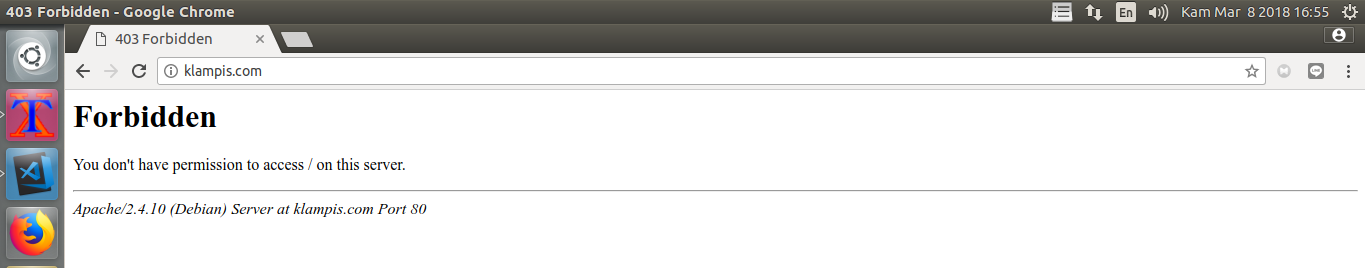 403 Forbidden - Google Chrome
En
Kam Mar 8 2018 16:55
403 Forbidden
klampis.com
LINE
Forbidden
You don't have permission to access / on this server.
Apache/2.4.10 (Debian) Server at klampis.com Port 80